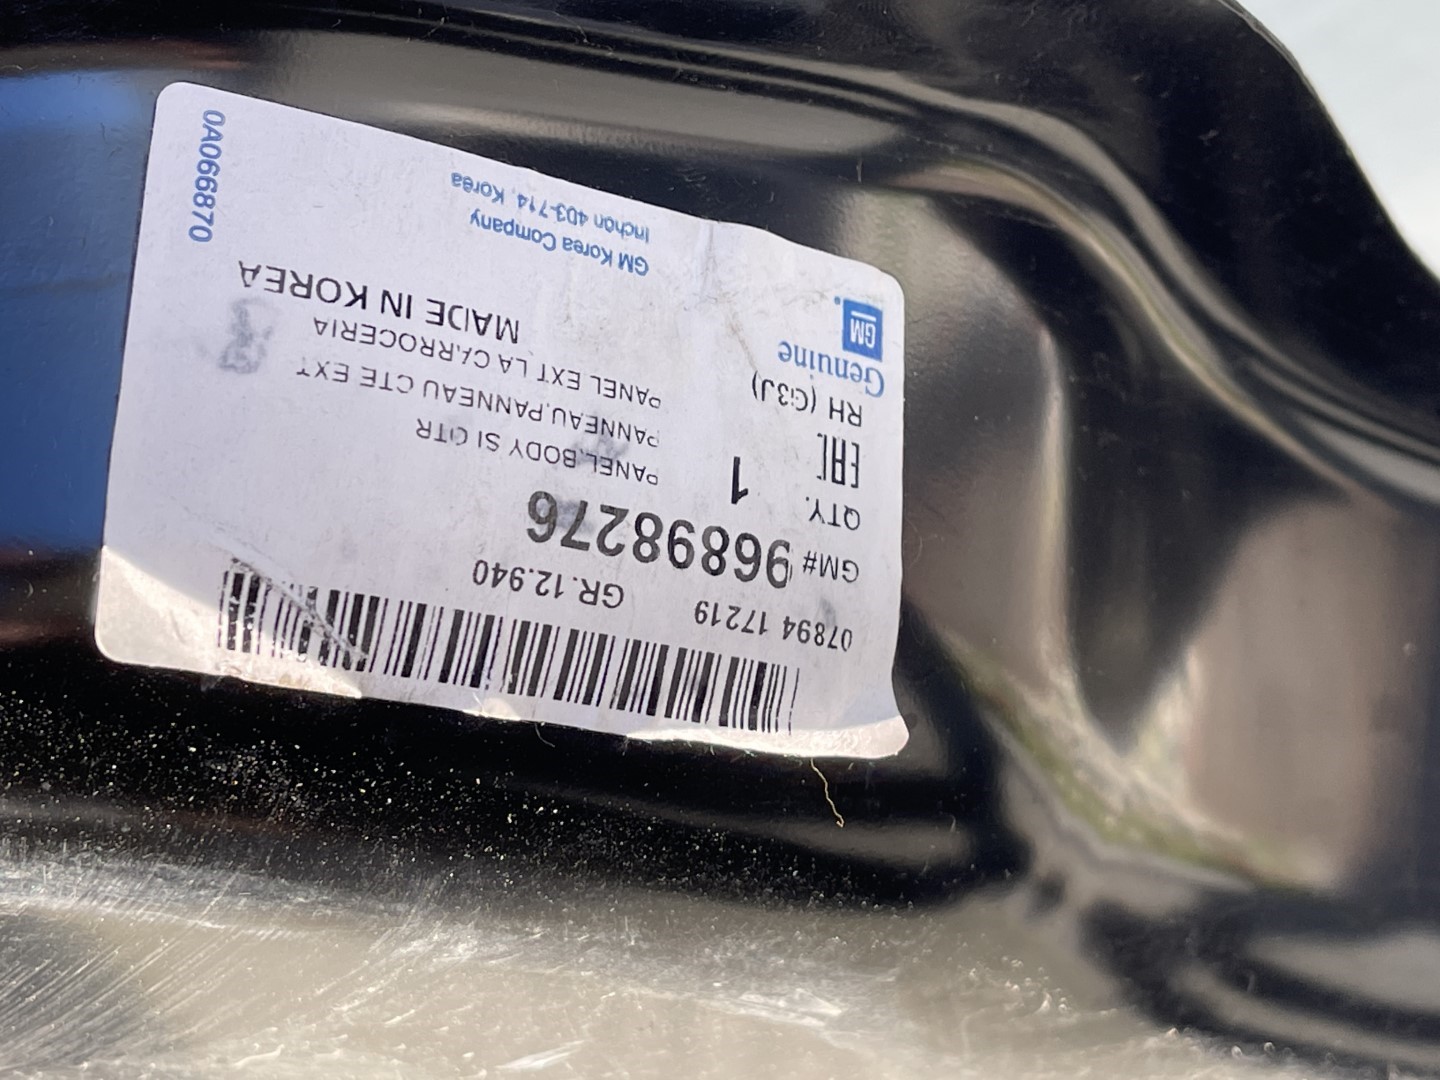 07894 17219
GR.12.940
GM# 96898276
QTY. 1
EAC
RH (G3J)
PANEL,BODY SI OTR
PANNEAU,PANNEAU CTE EXT
PANEL EXT LA CARROCERIA
MADE IN KOREA
Genuine
GM
GM Korea Company
Inchon 403-714, Korea
0A066870